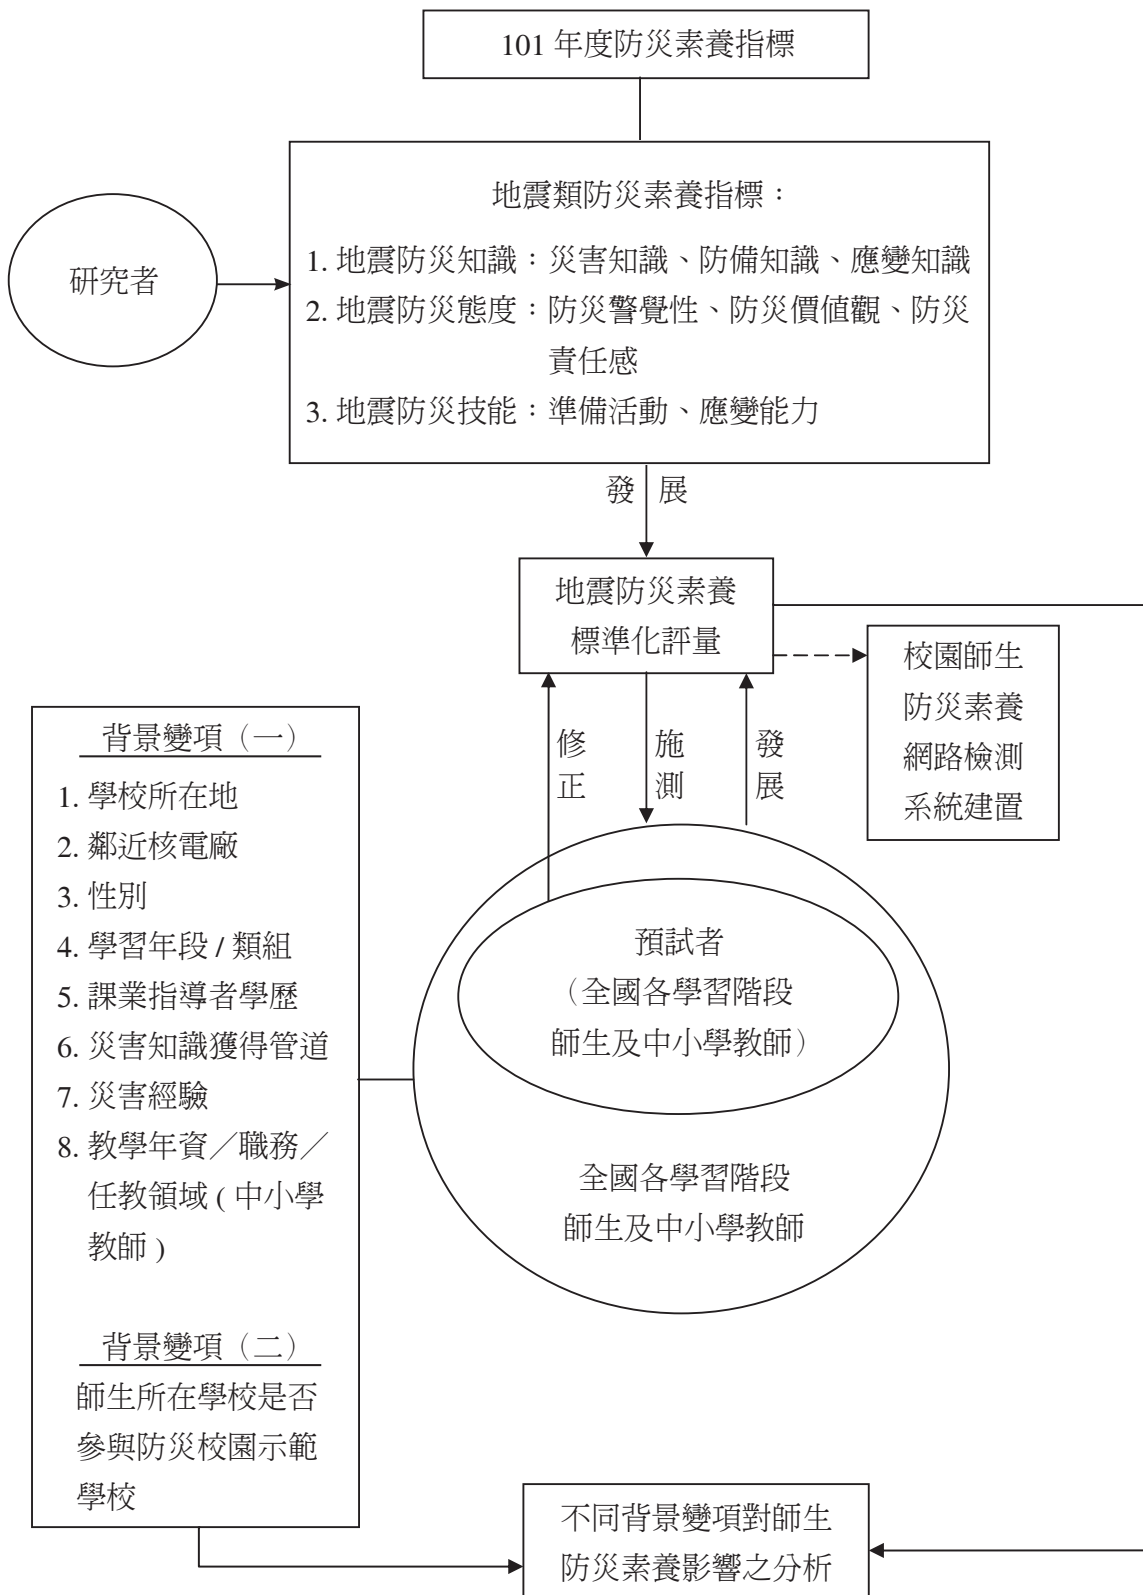 101 年度防災素養指標
地震類防災素養指標：
1. 地震防災知識：災害知識、防備知識、應變知識
2. 地震防災態度：防災警覺性、防災價值觀、防災
責任感
3. 地震防災技能：準備活動、應變能力
研究者
發展
地震防災素養
標準化評量
校園師生
防災素養
網路檢測
系統建置
修正
施測
發展
背景變項（一）
1. 學校所在地
2. 鄰近核電廠
3. 性別
4. 學習年段 / 類組
5. 課業指導者學歷
6. 災害知識獲得管道
7. 災害經驗
8. 教學年資／職務／
任教領域 ( 中小學
教師 )
背景變項（二）
師生所在學校是否
參與防災校園示範
學校
預試者
（全國各學習階段
師生及中小學教師）
全國各學習階段
師生及中小學教師
不同背景變項對師生
防災素養影響之分析